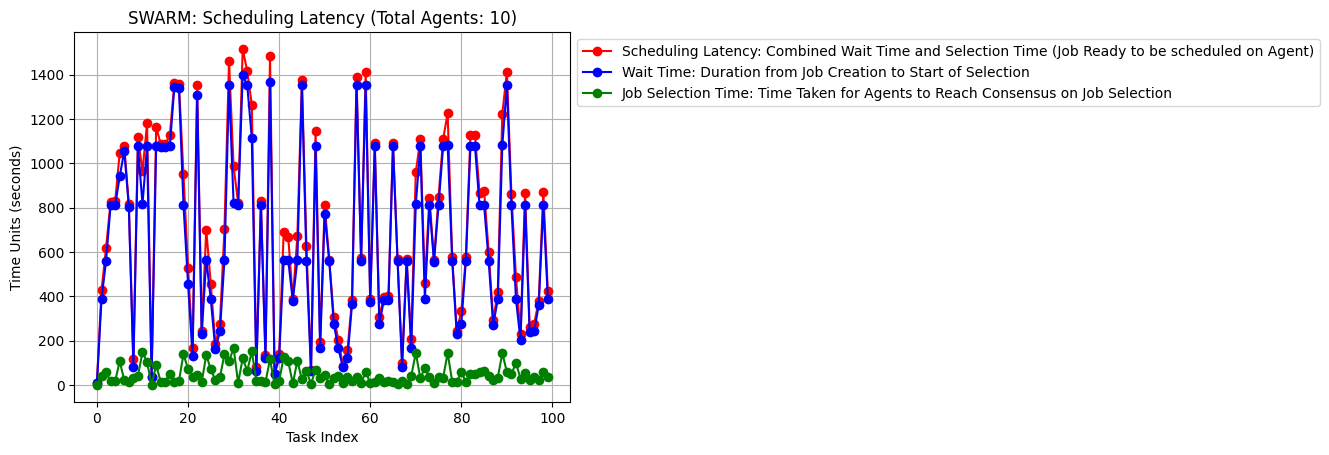 SWARM: Scheduling Latency (Total Agents: 10)
Scheduling Latency: Combined Wait Time and Selection Time (Job Ready to be scheduled on Agent)
Wait Time: Duration from Job Creation to Start of Selection
Job Selection Time: Time Taken for Agents to Reach Consensus on Job Selection
Time Units (seconds)
1400
1200
1000
800
600
400
200
0
0 20 40 60 80 100
Task Index